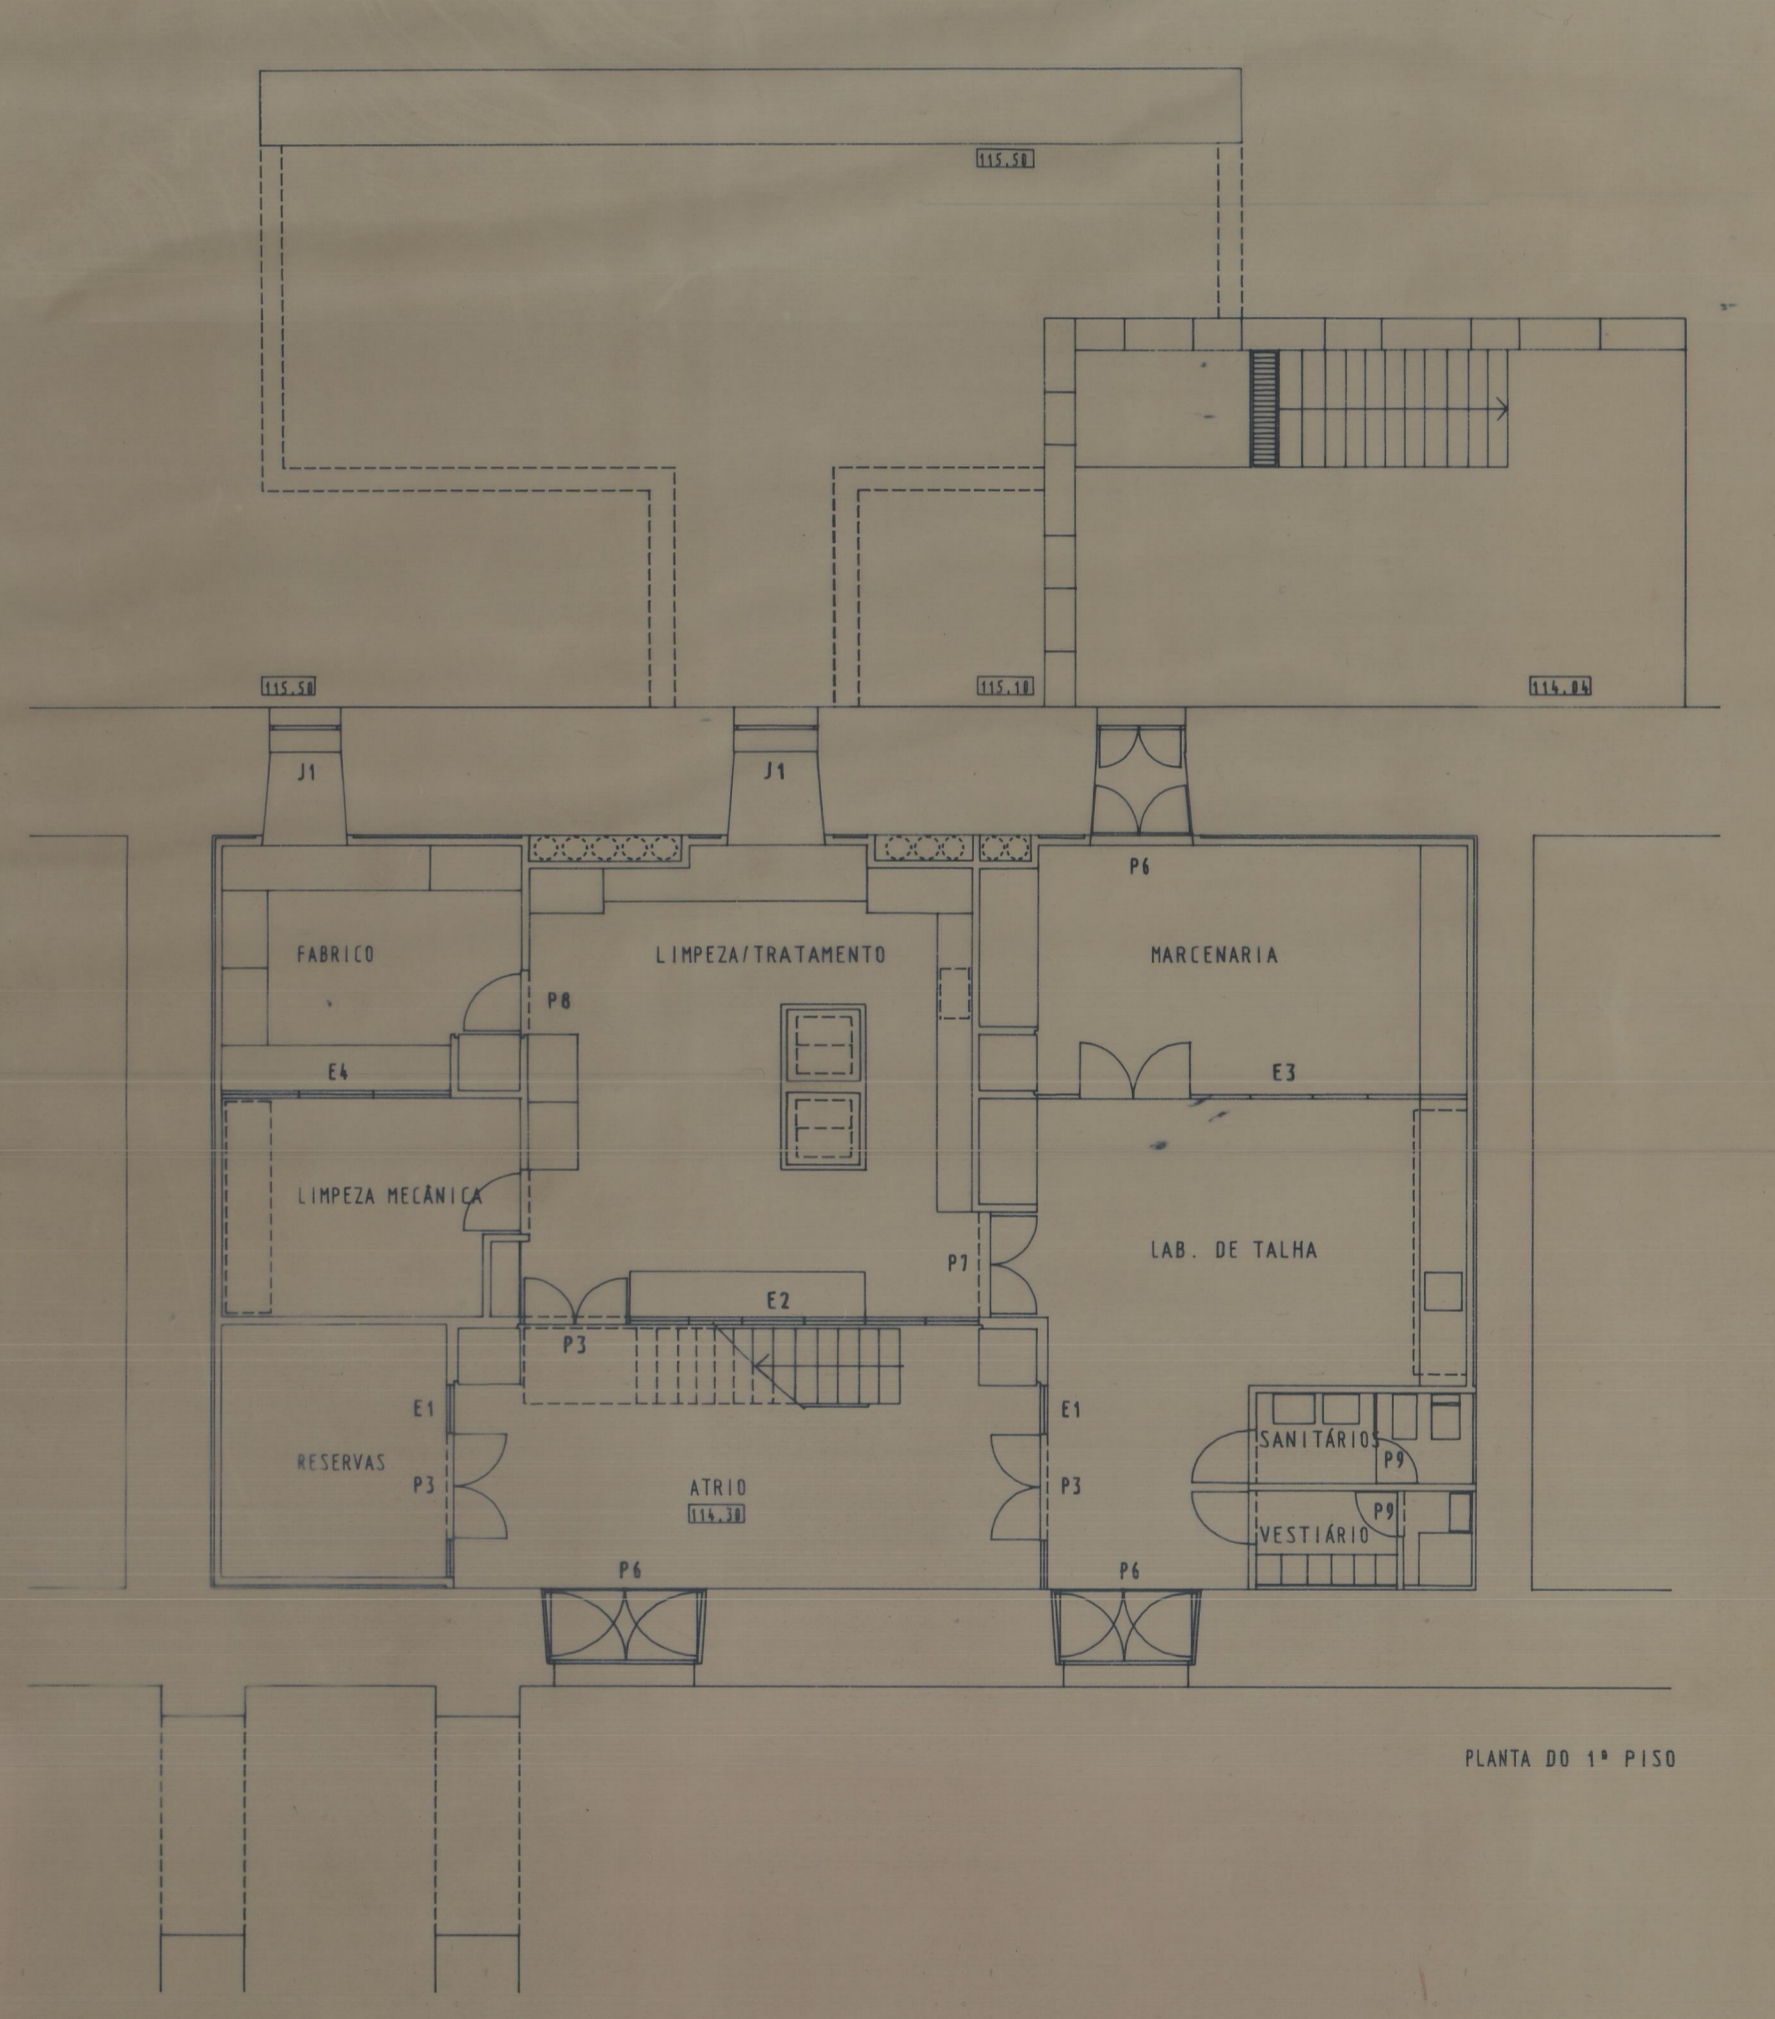 115.50
115.50
115.10
114.04
J1
J1
P6
FABRICO
LIMPEZA/TRATAMENTO
MARCENARIA
P8
E4
E3
LIMPEZA MECÂNICA
LAB. DE TALHA
P7
E2
P3
E1
E1
SANITÁRIOS
P9
RESERVAS
P3
ATRIO
P3
114.30
P9
VESTIÁRIO
P6
P6
PLANTA DO 1º PISO